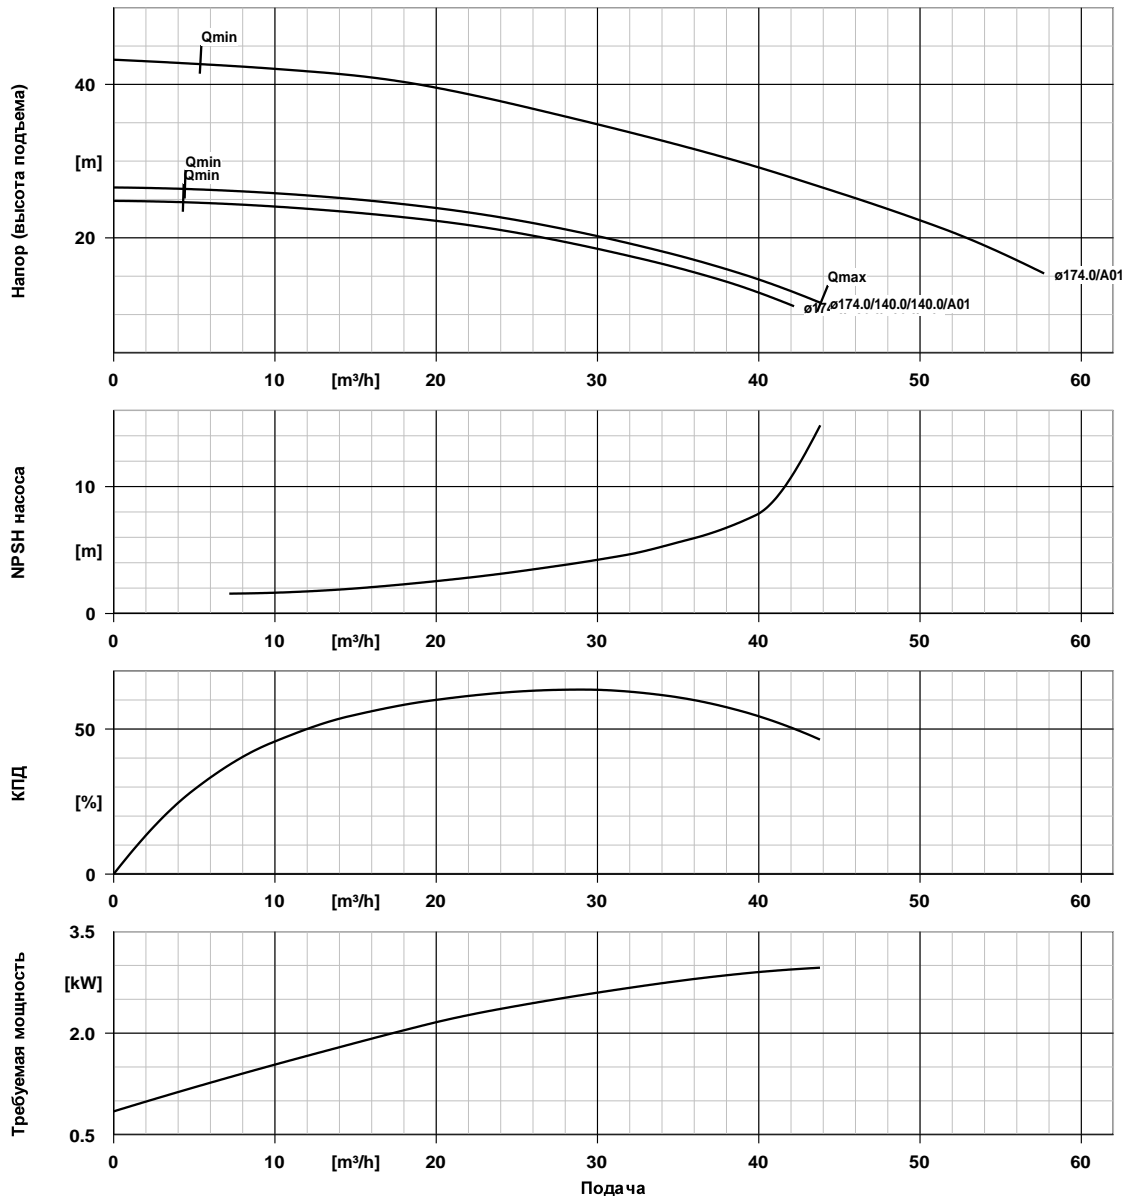 Qmin
40
Напор (высота подъема)
[m]
Qmin
Qmin
20
Qmax
ø174.0/A01
ø174.0/140.0/140.0/A01
0 10 [m³/h] 20 30 40 50 60
NPSH насоса
10
[m]
0
0 10 [m³/h] 20 30 40 50 60
КПД
50
[%]
0
0 10 [m³/h] 20 30 40 50 60
Требуемая мощность
3.5
[kW]
2.0
0.5
0 10 [m³/h] 20 30 40 50 60
Подача